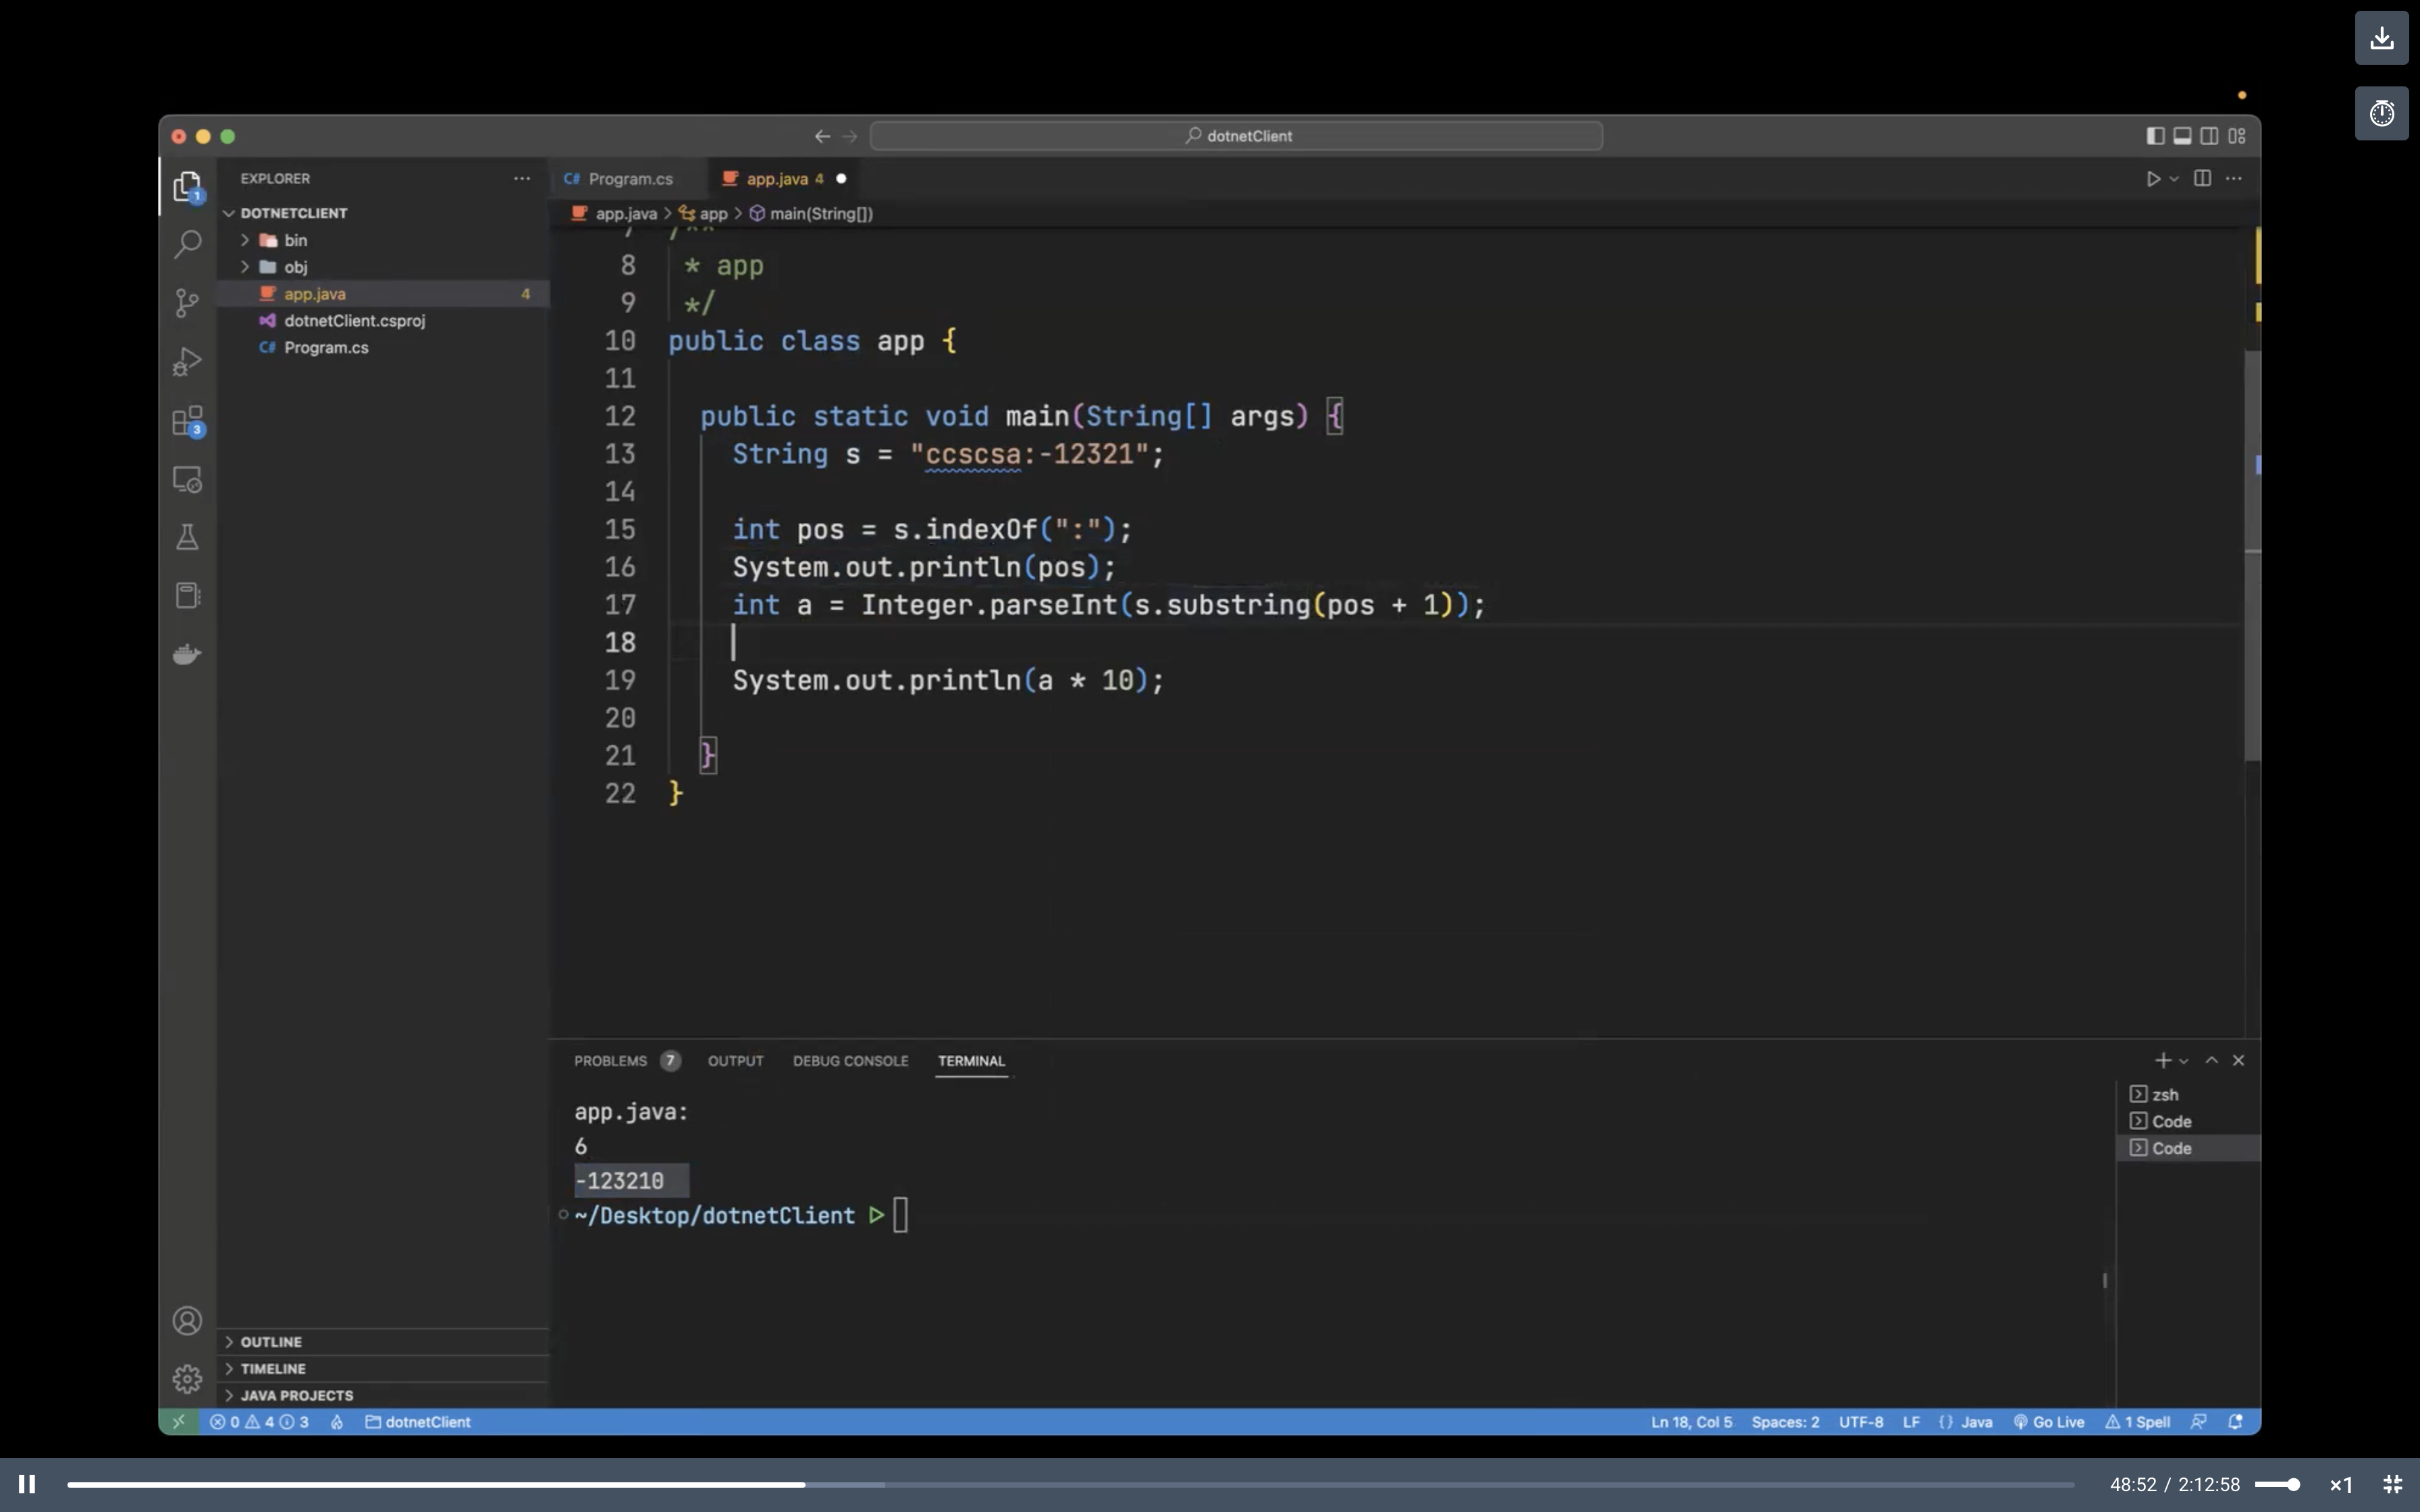 dotnetClient
EXPLORER
Program.cs
app.java 4
DOTNETCLIENT
app.java > app > main(String[])
bin
obj
app.java 4
dotnetClient.csproj
Program.cs
1
3
7 /**
8 * app
9 */
10 public class app {
11
12 public static void main(String[] args) {
13 String s = "ccscsa:-12321";
14
15 int pos = s.indexOf(":");
16 System.out.println(pos);
17 int a = Integer.parseInt(s.substring(pos + 1));
18
19 System.out.println(a * 10);
20
21 }
22 }
PROBLEMS 7 OUTPUT DEBUG CONSOLE TERMINAL
app.java:
6
-123210
~/Desktop/dotnetClient
zsh
Code
Code
OUTLINE
TIMELINE
JAVA PROJECTS
0 4 3 dotnetClient Ln 18, Col 5 Spaces: 2 UTF-8 LF {} Java Go Live 1 Spell
48:52 / 2:12:58 ×1